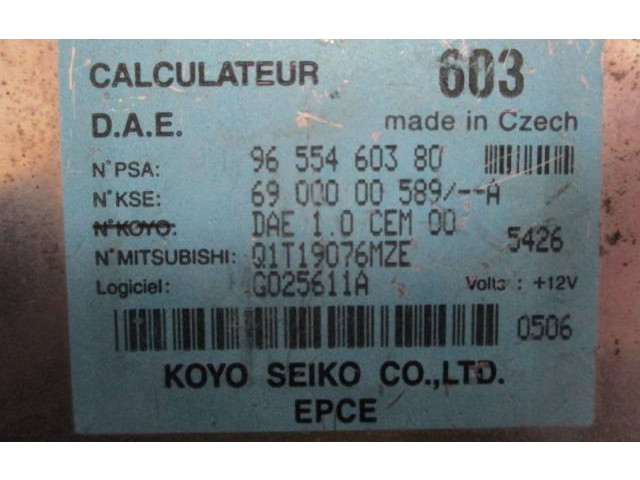 CALCULATEUR 603
D.A.E. made in Czech
N°PSA: 96 554 603 80
N°KSE: 69 000 00 589/--A
N°KOYO: DAE 1.0 CEM 00
N°MITSUBISHI: Q1T19076MZE 5426
Logiciel: G025611A Volts : +12V
0506
KOYO SEIKO CO.,LTD.
EPCE